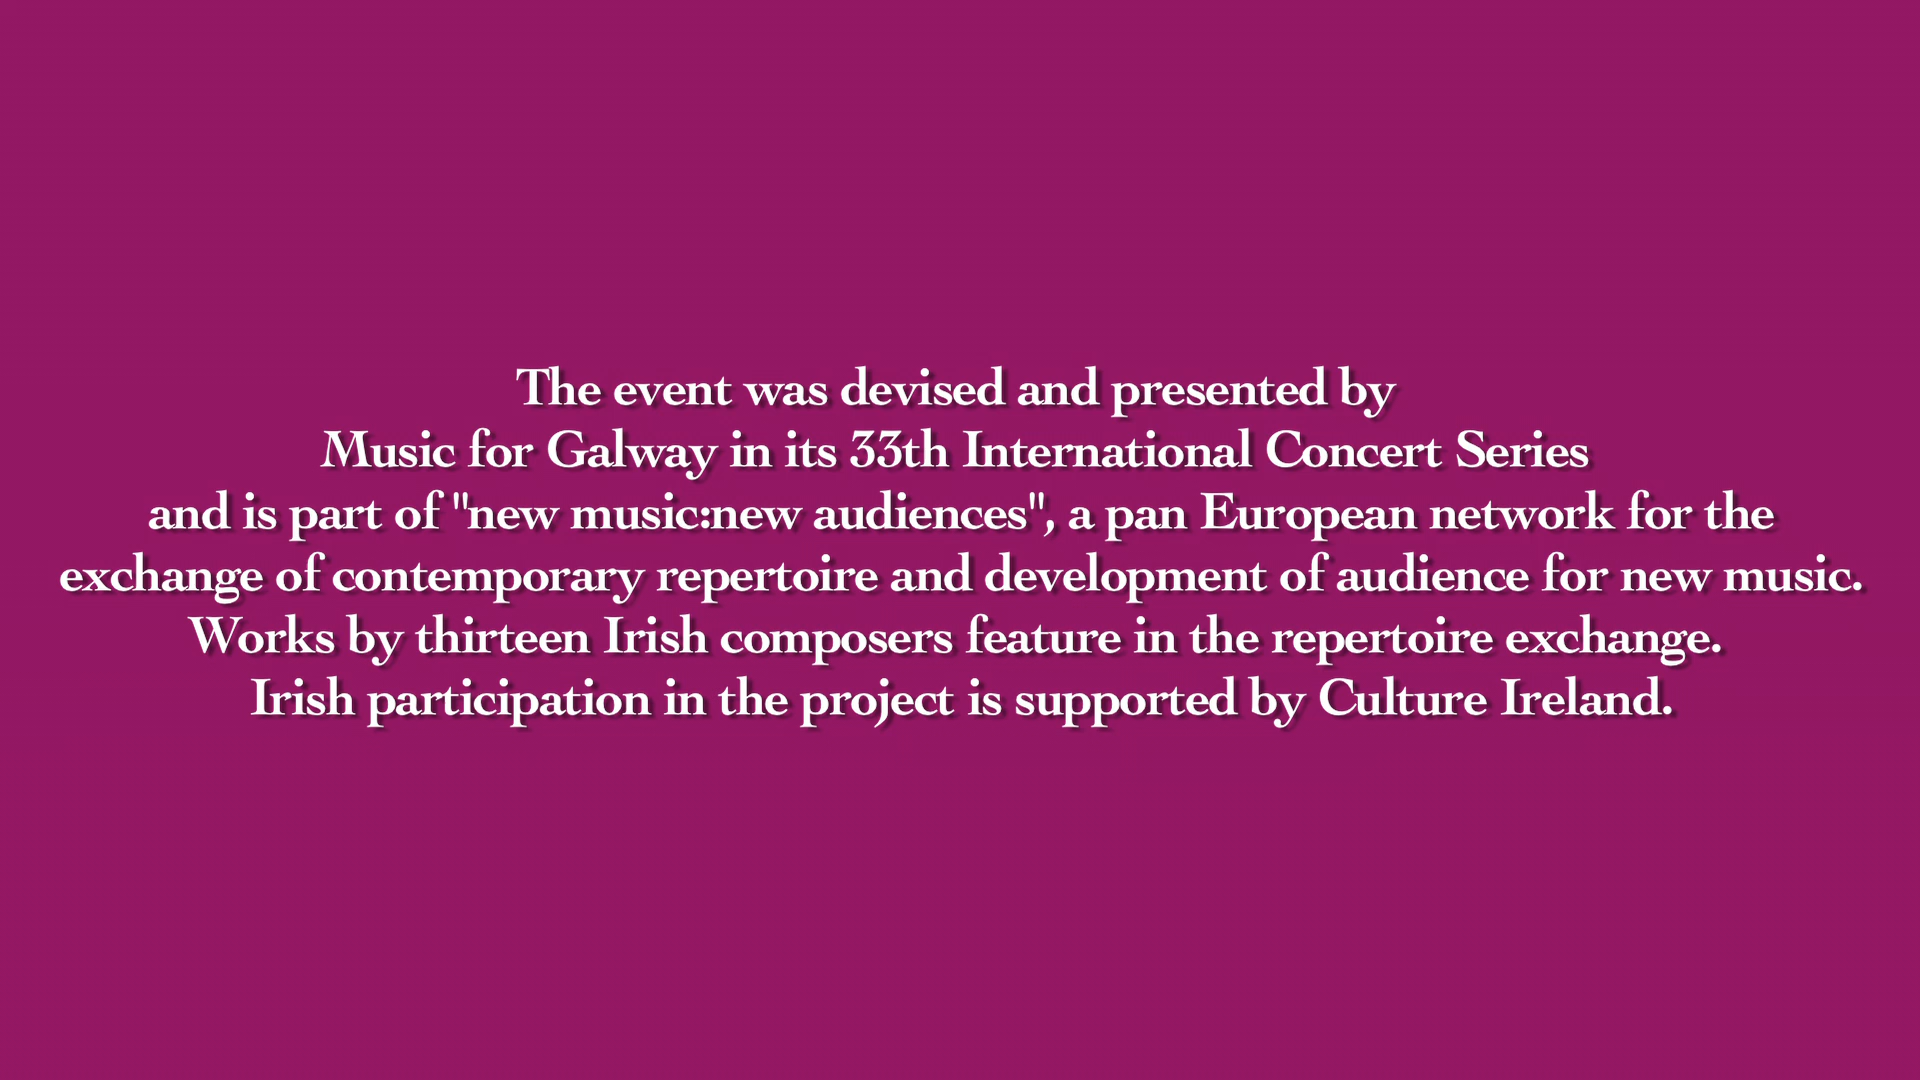 The event was devised and presented by
Music for Galway in its 33th International Concert Series
and is part of "new music:new audiences", a pan European network for the
exchange of contemporary repertoire and development of audience for new music.
Works by thirteen Irish composers feature in the repertoire exchange.
Irish participation in the project is supported by Culture Ireland.